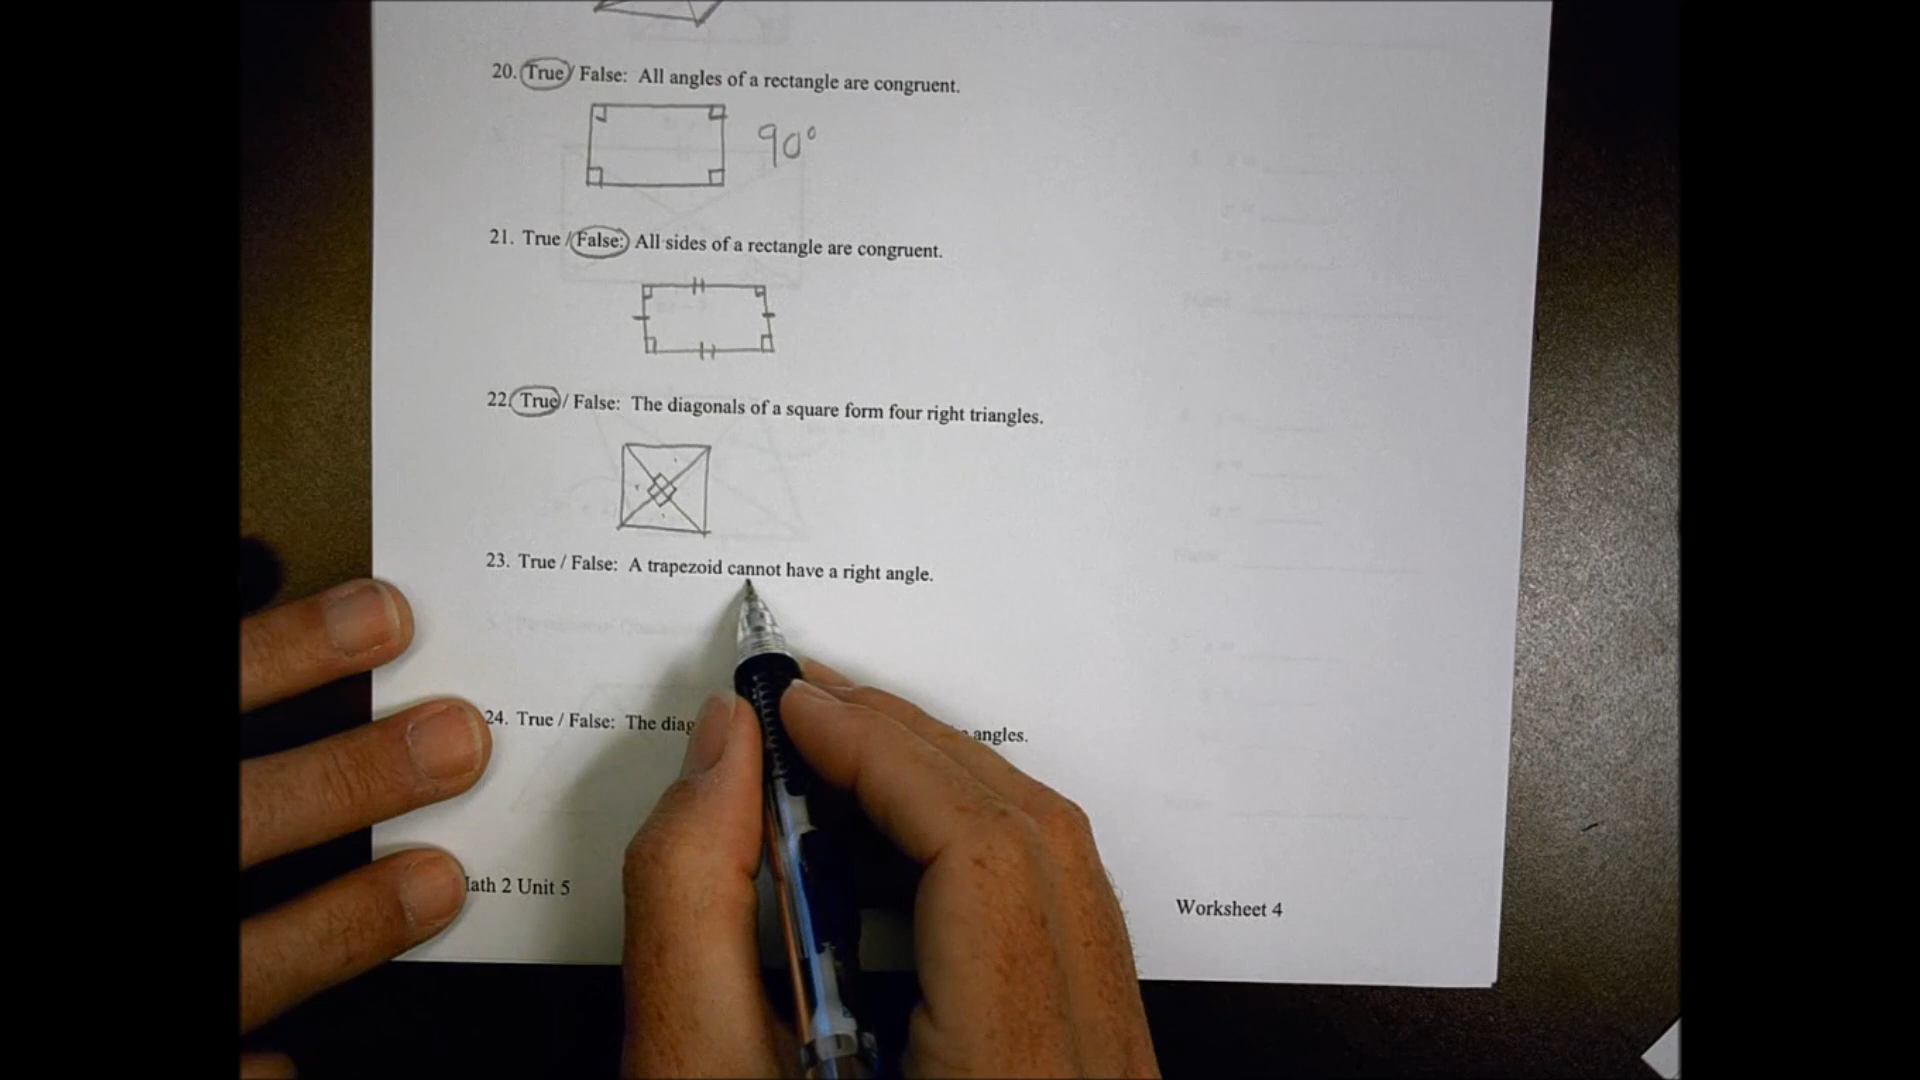 20. True / False: All angles of a rectangle are congruent.
90°
21. True / False: All sides of a rectangle are congruent.
22. True / False: The diagonals of a square form four right triangles.
23. True / False: A trapezoid cannot have a right angle.
24. True / False: The diag angles.
ath 2 Unit 5
Worksheet 4